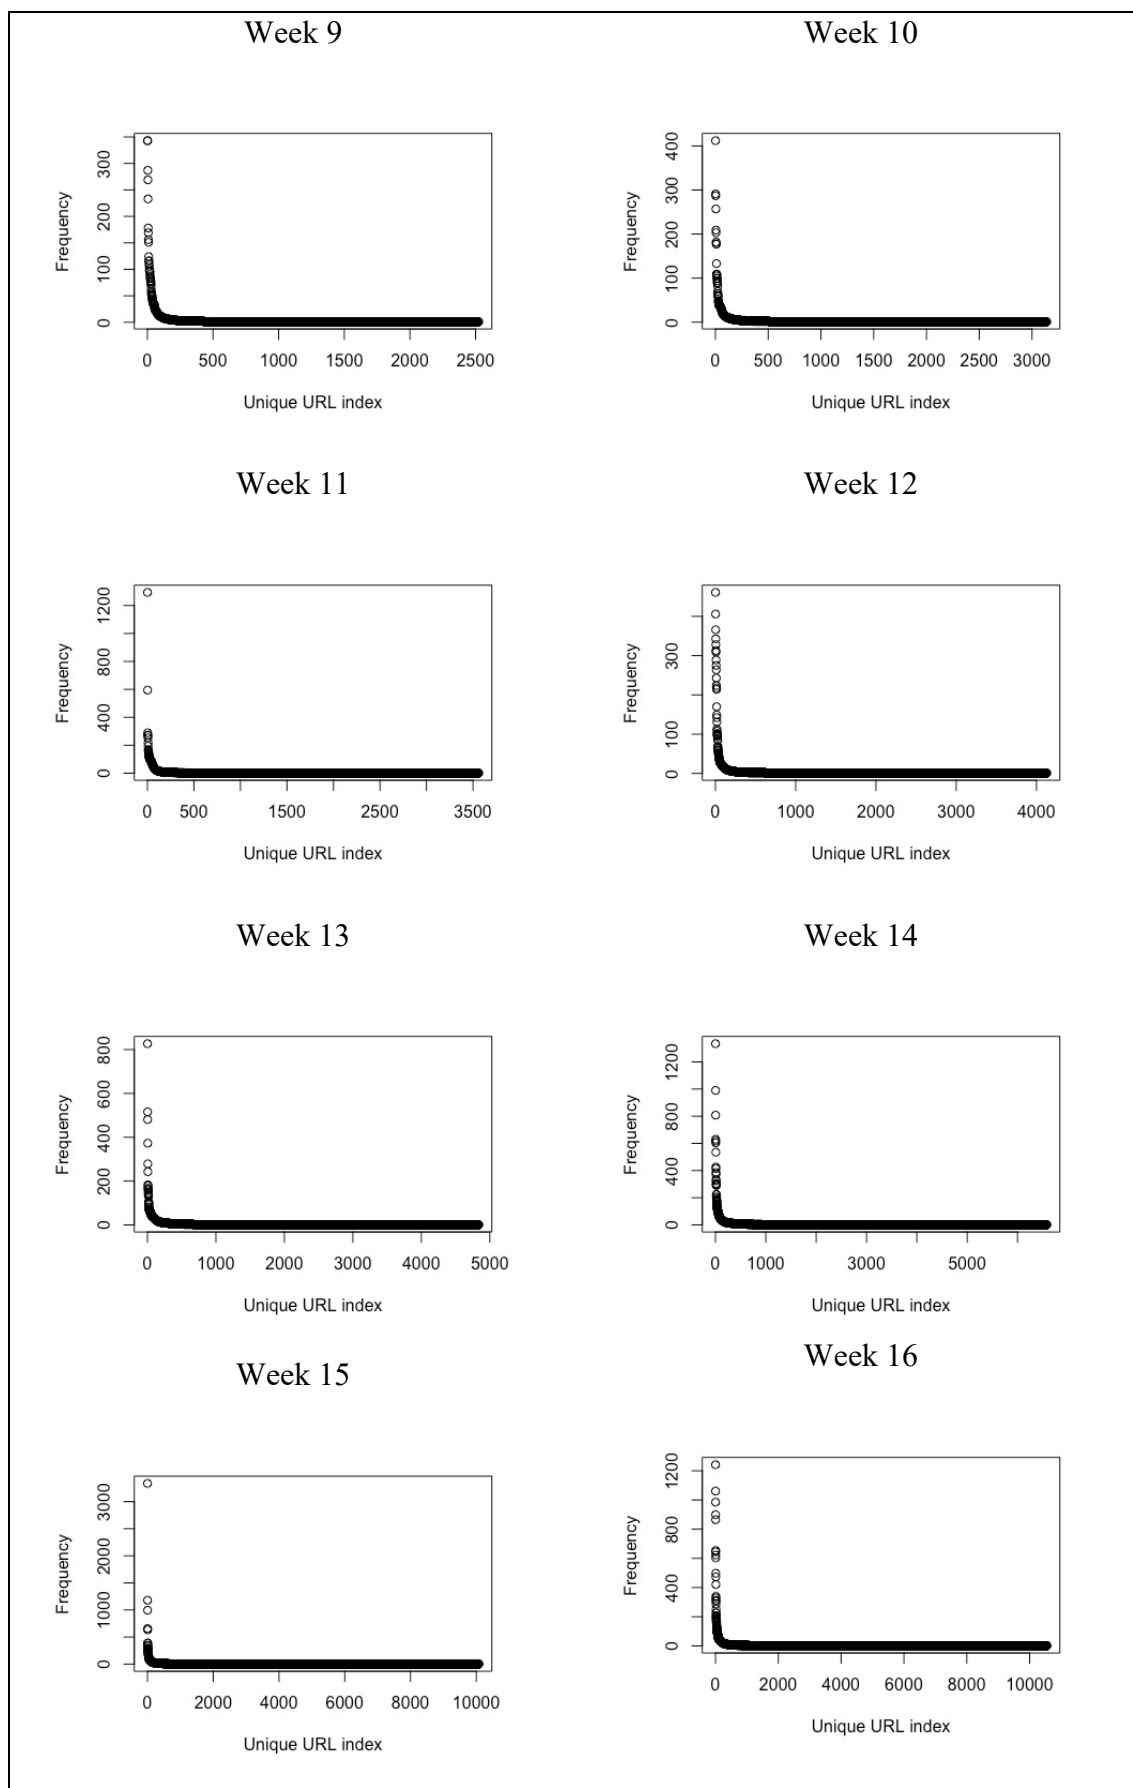 Week 9
Frequency
0 100 200 300
0 500 1000 1500 2000 2500
Unique URL index
Week 10
Frequency
0 100 200 300 400
0 500 1000 1500 2000 2500 3000
Unique URL index
Week 11
Frequency
0 400 800 1200
0 500 1500 2500 3500
Unique URL index
Week 12
Frequency
0 100 300
0 1000 2000 3000 4000
Unique URL index
Week 13
Frequency
0 200 400 600 800
0 1000 2000 3000 4000 5000
Unique URL index
Week 14
Frequency
0 400 800 1200
0 1000 3000 5000
Unique URL index
Week 15
Frequency
0 1000 2000 3000
0 2000 4000 6000 8000 10000
Unique URL index
Week 16
Frequency
0 400 800 1200
0 2000 4000 6000 8000 10000
Unique URL index